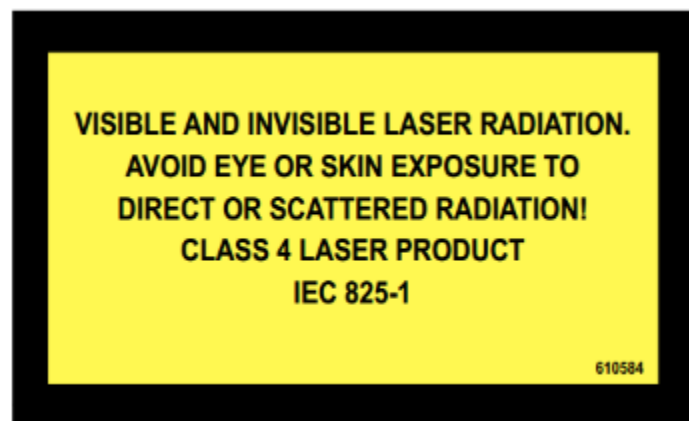 VISIBLE AND INVISIBLE LASER RADIATION.
AVOID EYE OR SKIN EXPOSURE TO
DIRECT OR SCATTERED RADIATION!
CLASS 4 LASER PRODUCT
IEC 825-1
610584